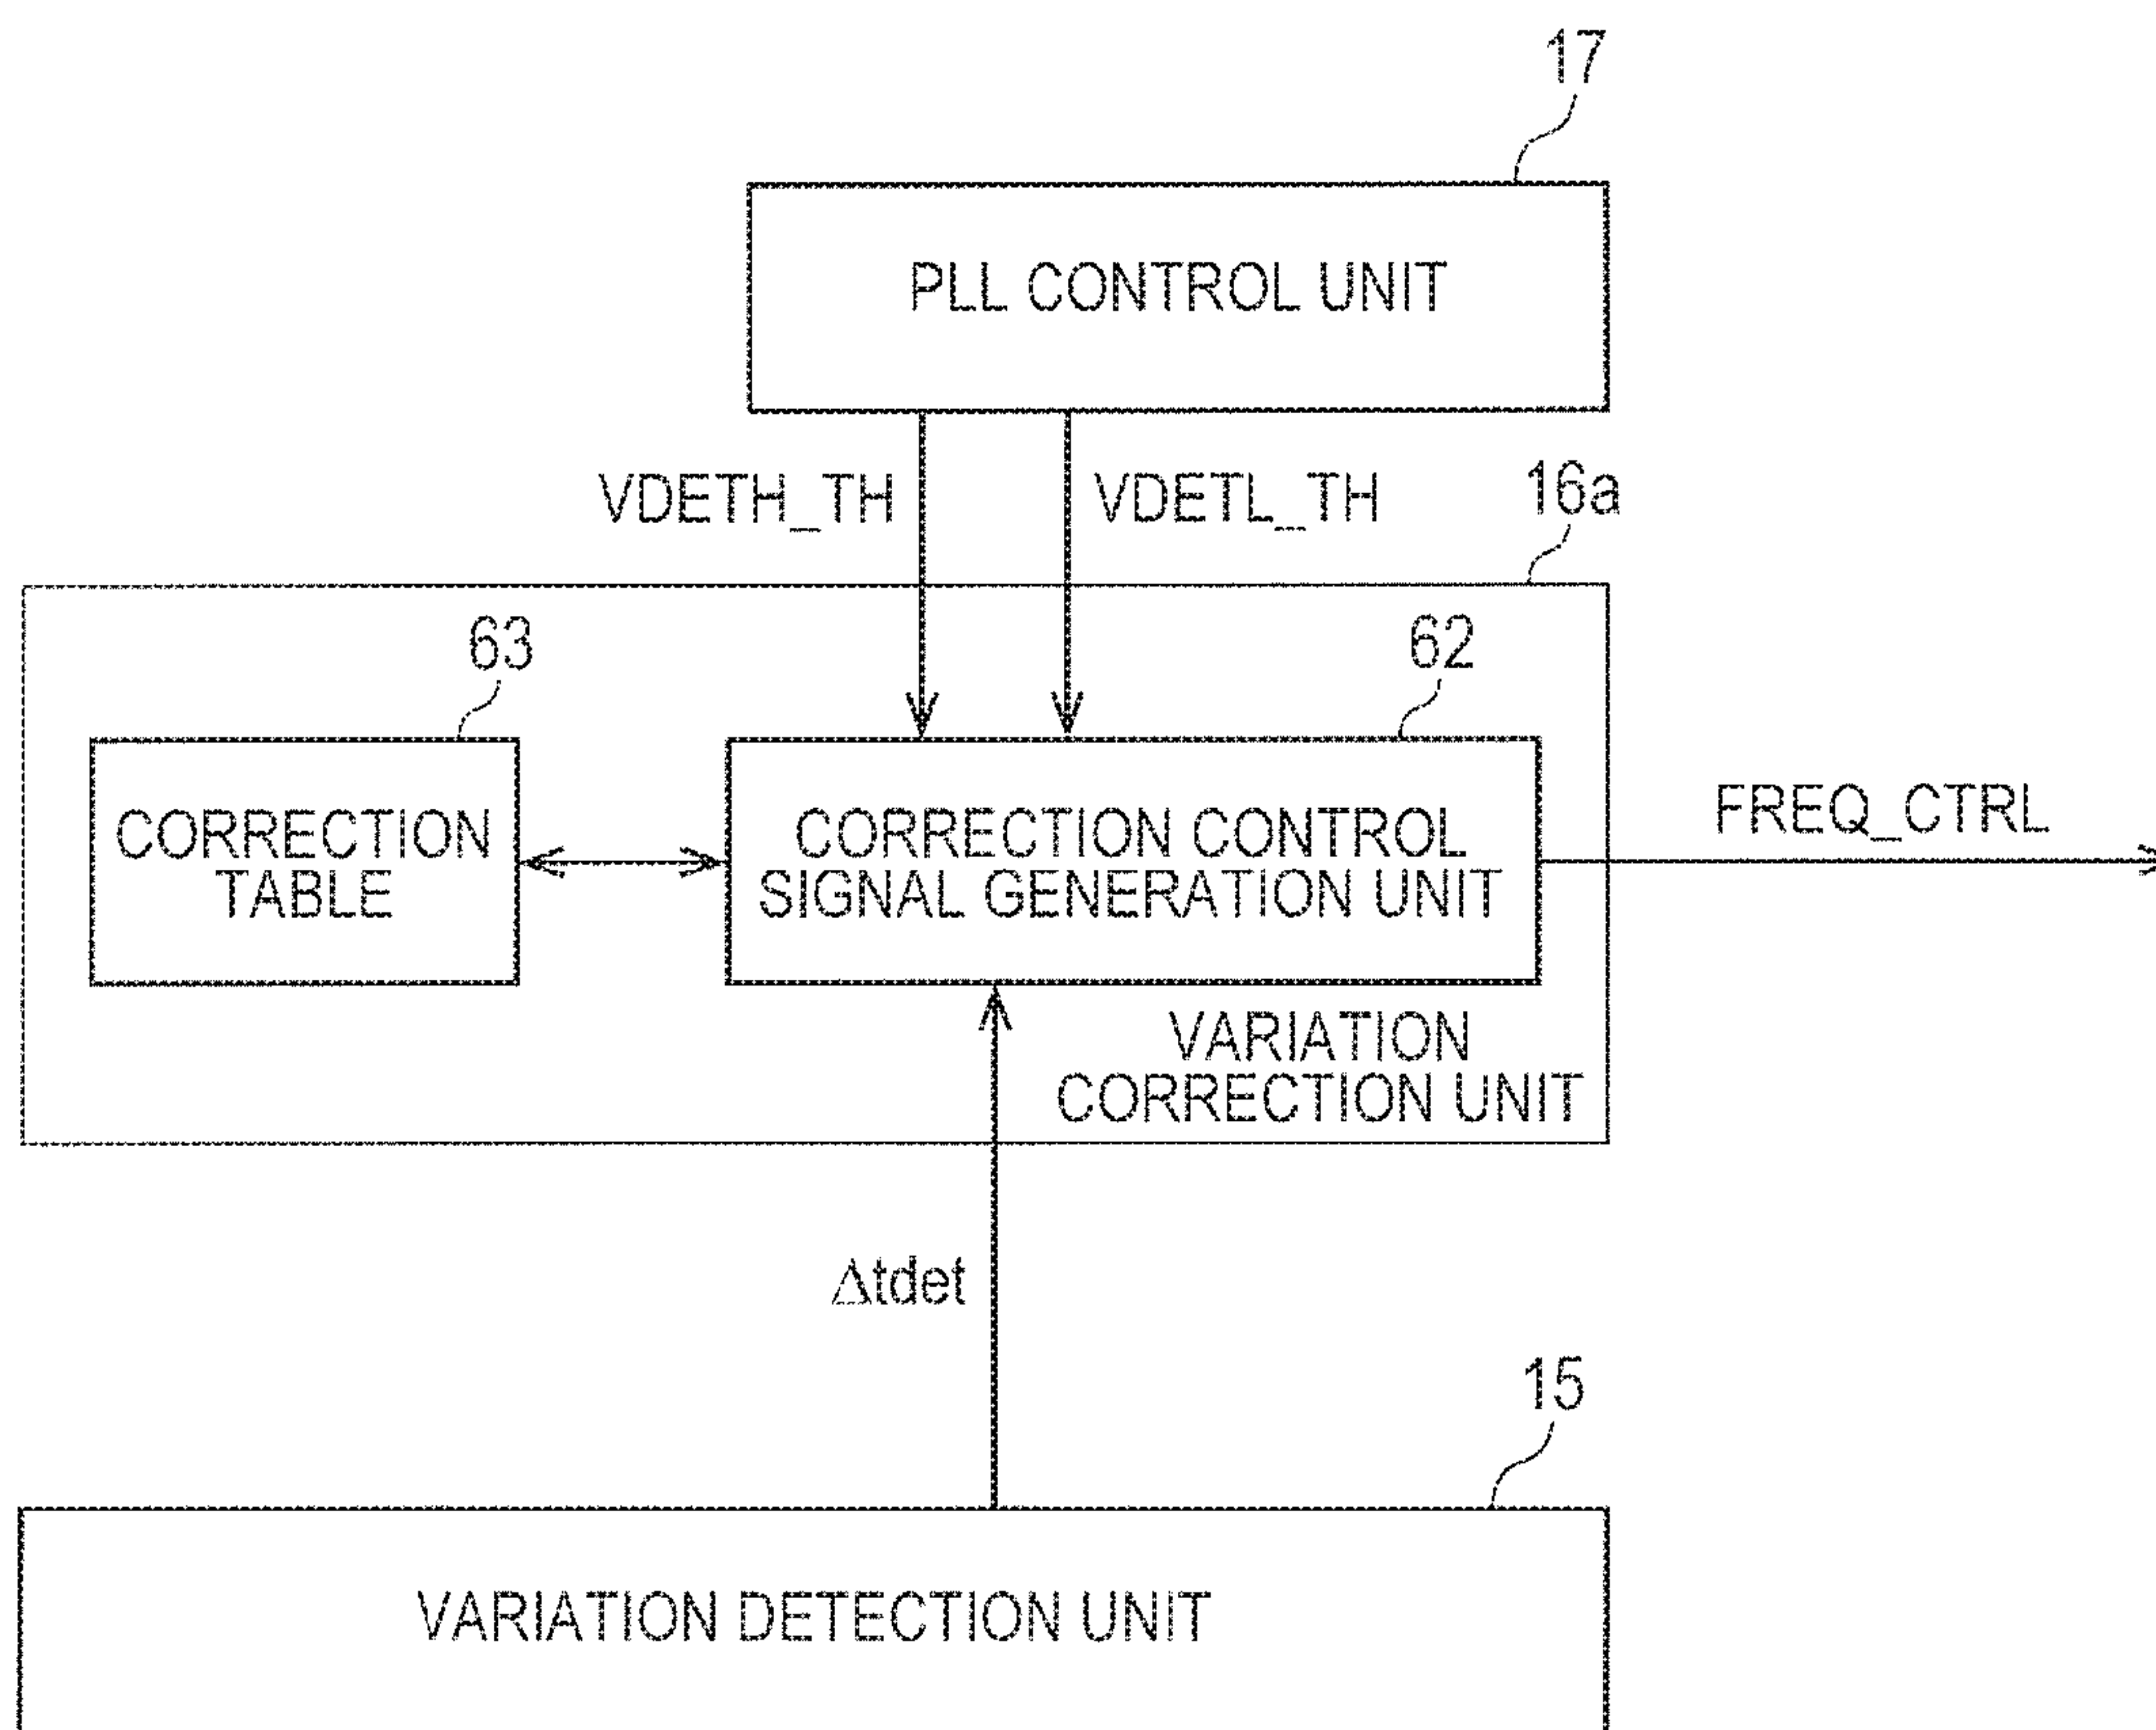 17
PLL CONTROL UNIT
VDETH_TH
VDETL_TH
16a
63
62
CORRECTION
TABLE
CORRECTION CONTROL
SIGNAL GENERATION UNIT
FREQ_CTRL
VARIATION
CORRECTION UNIT
Δtdet
15
VARIATION DETECTION UNIT